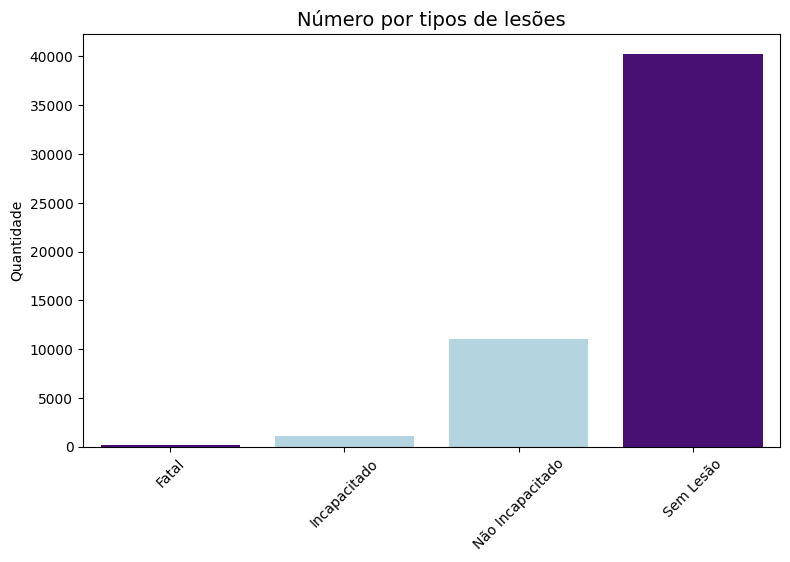 Número por tipos de lesões
Quantidade
40000
35000
30000
25000
20000
15000
10000
5000
0
Fatal
Incapacitado
Não Incapacitado
Sem Lesão